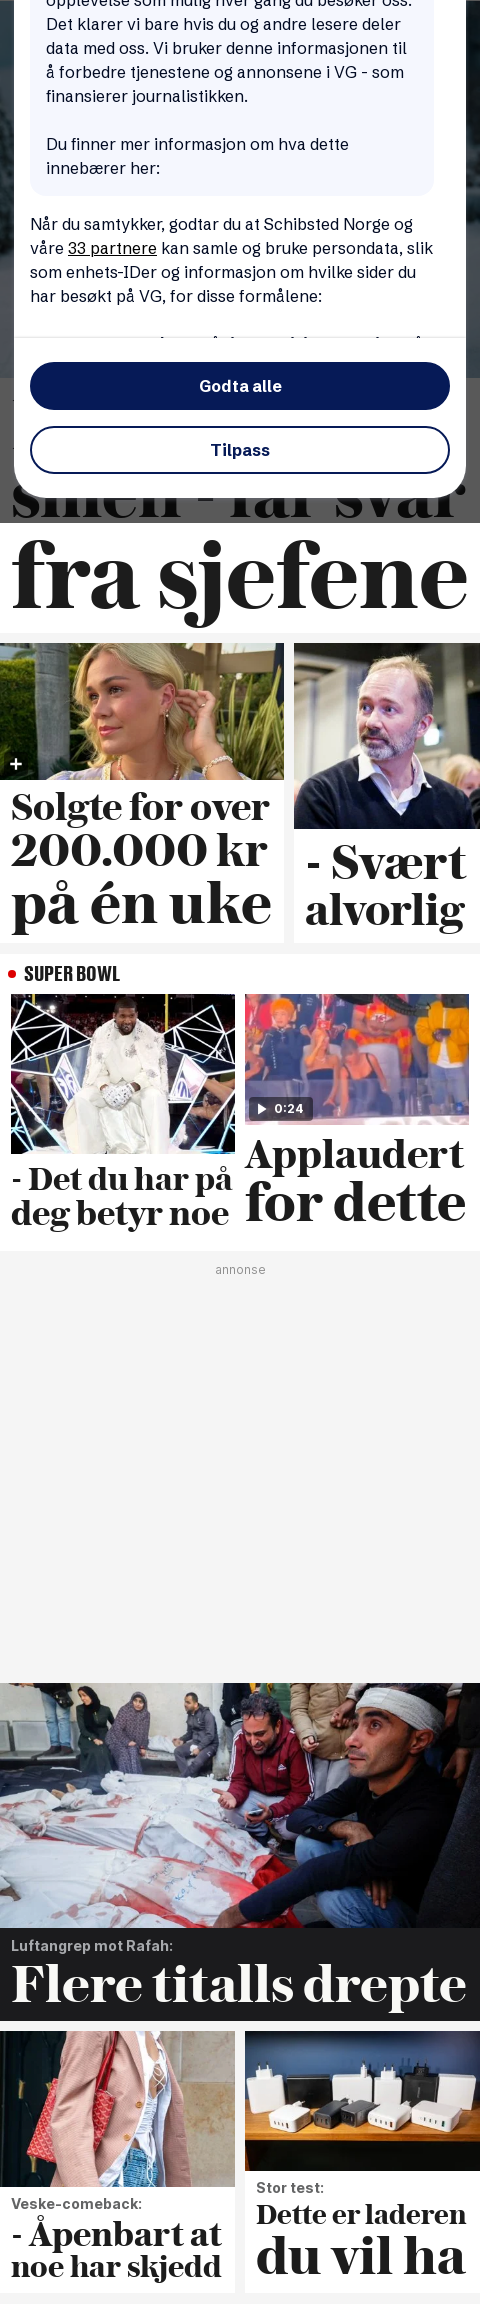 opplevelse som mulig hver gang du besøker oss.
Det klarer vi bare hvis du og andre lesere deler
data med oss. Vi bruker denne informasjonen til
å forbedre tjenestene og annonsene i VG - som
finansierer journalistikken.
Du finner mer informasjon om hva dette
innebærer her:
Når du samtykker, godtar du at Schibsted Norge og
våre 33 partnere kan samle og bruke persondata, slik
som enhets-IDer og informasjon om hvilke sider du
har besøkt på VG, for disse formålene:
Godta alle
Tilpass
smell - får svar
fra sjefene
Solgte for over
200.000 kr
på én uke
- Svært
alvorlig
SUPER BOWL
0:24
- Det du har på
deg betyr noe
Applaudert
for dette
annonse
Luftangrep mot Rafah:
Flere titalls drepte
Veske-comeback:
- Åpenbart at
noe har skjedd
Stor test:
Dette er laderen
du vil ha